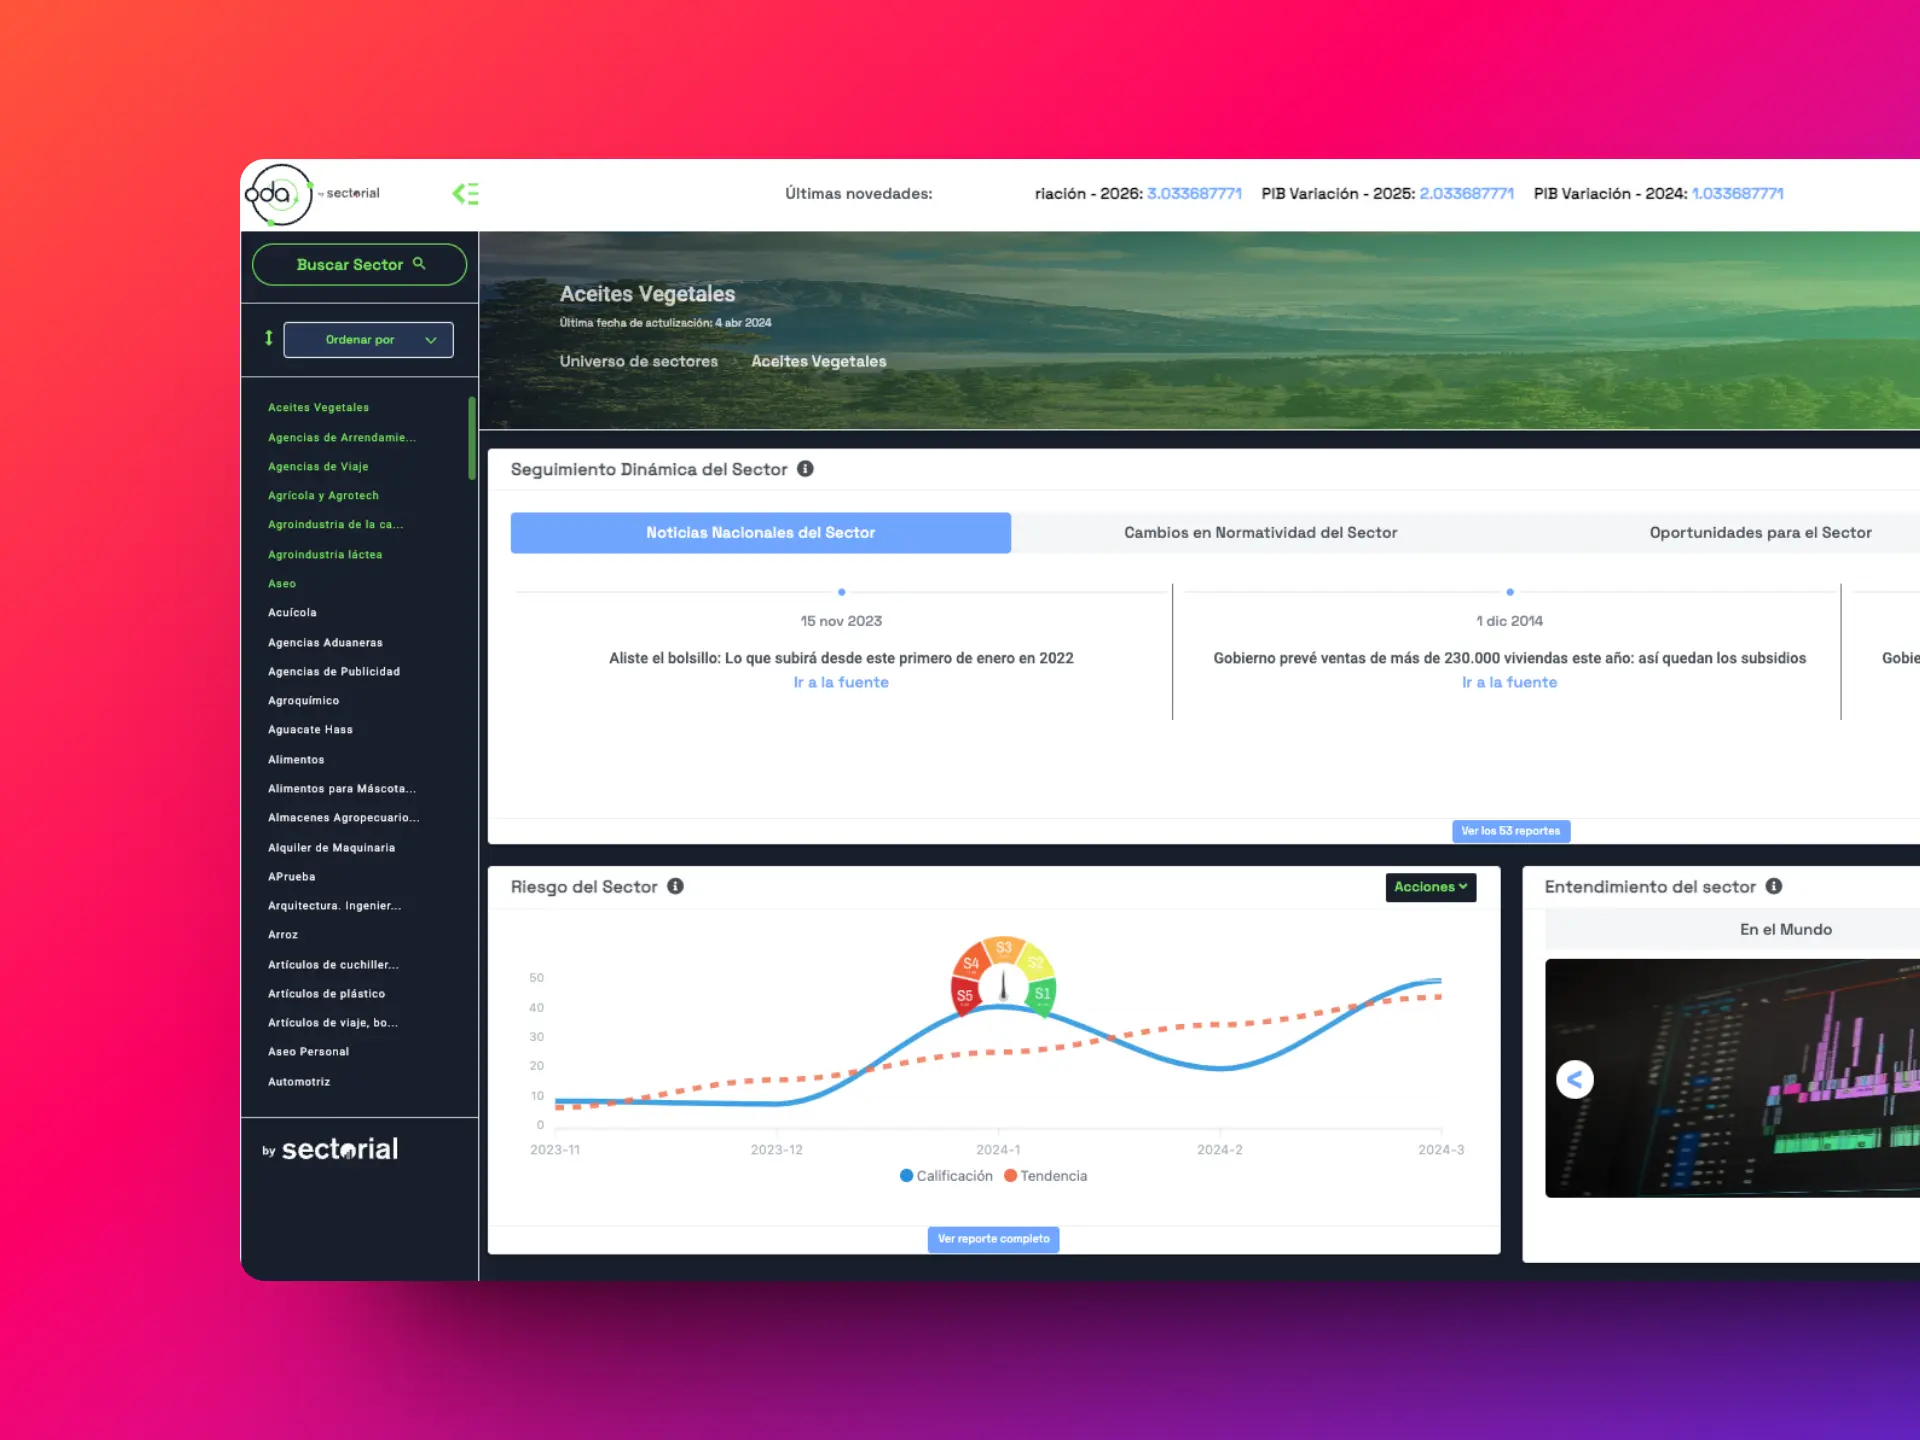 oda
by sectorial
Últimas novedades:
riación - 2026: 3.033687771 PIB Variación - 2025: 2.033687771 PIB Variación - 2024: 1.033687771
Buscar Sector
Ordenar por
Aceites Vegetales
Agencias de Arrendamie...
Agencias de Viaje
Agrícola y Agrotech
Agroindustria de la ca...
Agroindustria láctea
Aseo
Acuícola
Agencias Aduaneras
Agencias de Publicidad
Agroquímico
Aguacate Hass
Alimentos
Alimentos para Máscota...
Almacenes Agropecuario...
Alquiler de Maquinaria
APrueba
Arquitectura. Ingenier...
Arroz
Artículos de cuchiller...
Artículos de plástico
Artículos de viaje, bo...
Aseo Personal
Automotriz
by sectorial
Aceites Vegetales
Última fecha de actulización: 4 abr 2024
Universo de sectores Aceites Vegetales
Seguimiento Dinámica del Sector
Noticias Nacionales del Sector Cambios en Normatividad del Sector Oportunidades para el Sector
15 nov 2023
Aliste el bolsillo: Lo que subirá desde este primero de enero en 2022
Ir a la fuente
1 dic 2014
Gobierno prevé ventas de más de 230.000 viviendas este año: así quedan los subsidios
Ir a la fuente
Gobie
Ver los 53 reportes
Riesgo del Sector
Acciones
S5 S4 S3 S2 S1
50
40
30
20
10
0
2023-11 2023-12 2024-1 2024-2 2024-3
Calificación Tendencia
Ver reporte completo
Entendimiento del sector
En el Mundo